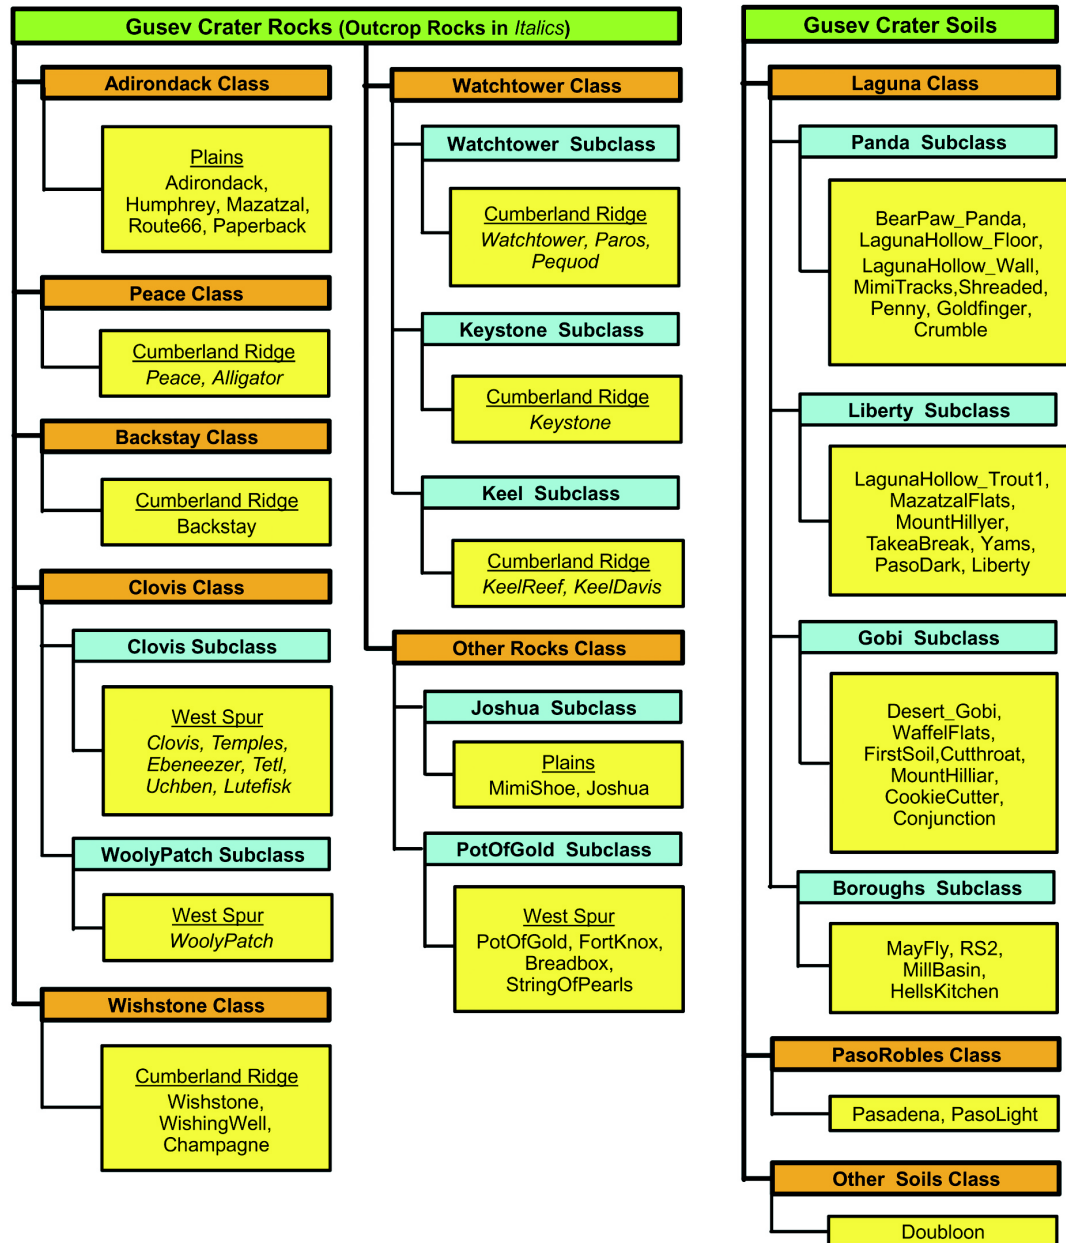 Gusev Crater Rocks (Outcrop Rocks in Italics)
Adirondack Class
Plains
Adirondack,
Humphrey, Mazatzal,
Route66, Paperback
Peace Class
Cumberland Ridge
Peace, Alligator
Backstay Class
Cumberland Ridge
Backstay
Clovis Class
Clovis Subclass
West Spur
Clovis, Temples,
Ebeneezer, Tetl,
Uchben, Lutefisk
WoolyPatch Subclass
West Spur
WoolyPatch
Wishstone Class
Cumberland Ridge
Wishstone,
WishingWell,
Champagne
Watchtower Class
Watchtower Subclass
Cumberland Ridge
Watchtower, Paros,
Pequod
Keystone Subclass
Cumberland Ridge
Keystone
Keel Subclass
Cumberland Ridge
KeelReef, KeelDavis
Other Rocks Class
Joshua Subclass
Plains
MimiShoe, Joshua
PotOfGold Subclass
West Spur
PotOfGold, FortKnox,
Breadbox,
StringOfPearls
Gusev Crater Soils
Laguna Class
Panda Subclass
BearPaw_Panda,
LagunaHollow_Floor,
LagunaHollow_Wall,
MimiTracks,Shreaded,
Penny, Goldfinger,
Crumble
Liberty Subclass
LagunaHollow_Trout1,
MazatzalFlats,
MountHillyer,
TakeaBreak, Yams,
PasoDark, Liberty
Gobi Subclass
Desert_Gobi,
WaffelFlats,
FirstSoil,Cutthroat,
MountHilliar,
CookieCutter,
Conjunction
Boroughs Subclass
MayFly, RS2,
MillBasin,
HellsKitchen
PasoRobles Class
Pasadena, PasoLight
Other Soils Class
Doubloon